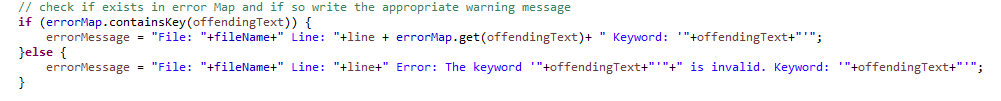 // check if exists in error Map and if so write the appropriate warning message
if (errorMap.containsKey(offendingText)) {
errorMessage = "File: "+fileName+" Line: "+line + errorMap.get(offendingText)+ " Keyword: '"+offendingText+"'";
}else {
errorMessage = "File: "+fileName+" Line: "+line+" Error: The keyword '"+offendingText+"'"+" is invalid. Keyword: '"+offendingText+"'";
}